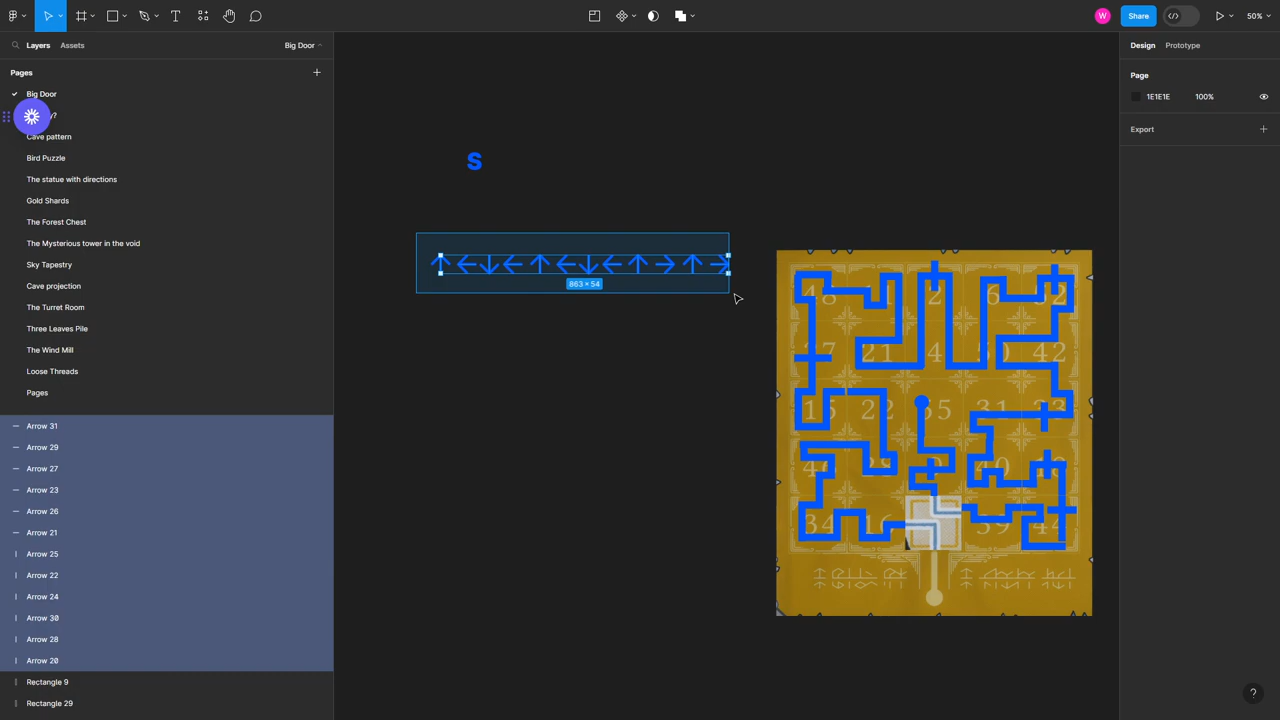 W
Share
50%
Layers
Assets
Big Door
Design
Prototype
Pages
Page
Big Door
1E1E1E
100%
y?
Cave pattern
Export
Bird Puzzle
S
The statue with directions
Gold Shards
The Forest Chest
The Mysterious tower in the void
Sky Tapestry
863 × 54
Cave projection
The Turret Room
Three Leaves Pile
The Wind Mill
Loose Threads
Pages
Arrow 31
Arrow 29
Arrow 27
Arrow 23
Arrow 26
Arrow 21
Arrow 25
Arrow 22
Arrow 24
Arrow 30
Arrow 28
Arrow 20
Rectangle 9
Rectangle 29
48 2 6
21 4 42
15 22
34 16 39 44
?